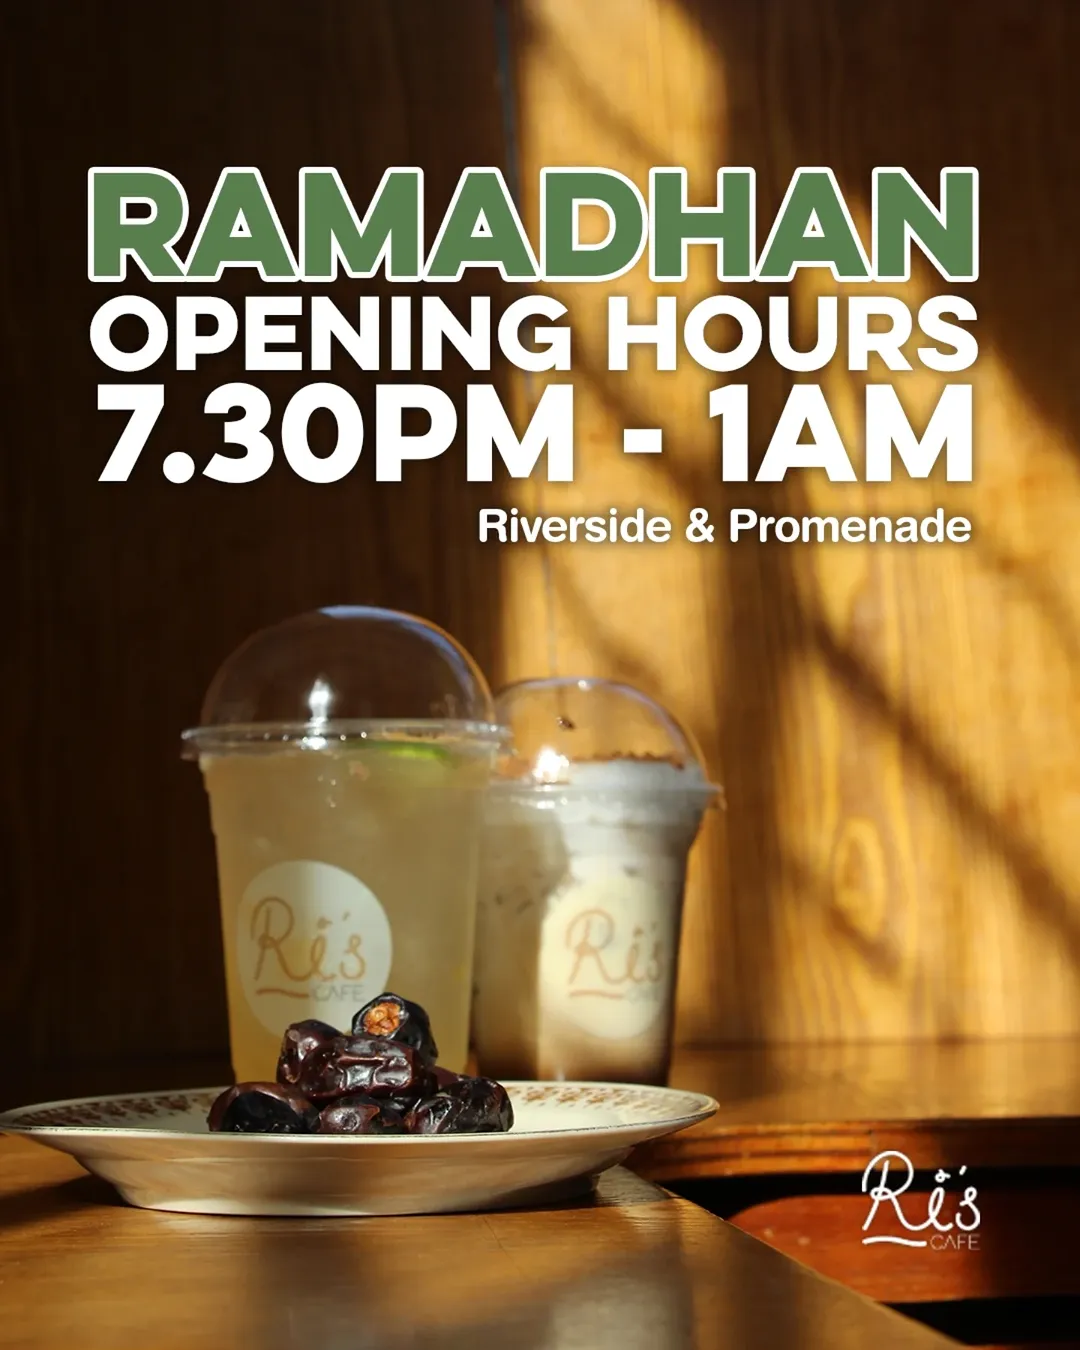 RAMADHAN
OPENING HOURS
7.30PM - 1AM
Riverside & Promenade
Ri's
CAFE
Ri's
CAFE
Ri's
CAFE